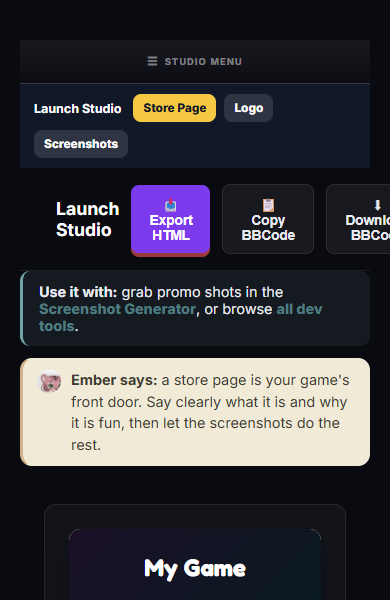 ☰ STUDIO MENU
Launch Studio Store Page Logo
Screenshots
Launch
Studio
Export
HTML
Copy
BBCode
Use it with: grab promo shots in the
Screenshot Generator, or browse all dev
tools.
Ember says: a store page is your game's
front door. Say clearly what it is and why
it is fun, then let the screenshots do the
rest.
My Game